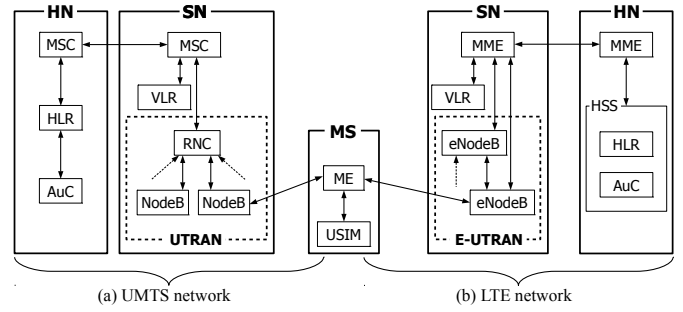 HN
SN
SN
HN
MSC
MSC
MME
MME
VLR
VLR
HSS
HLR
RNC
MS
eNodeB
HLR
ME
AuC
AuC
NodeB
NodeB
eNodeB
USIM
UTRAN
E-UTRAN
(a) UMTS network
(b) LTE network